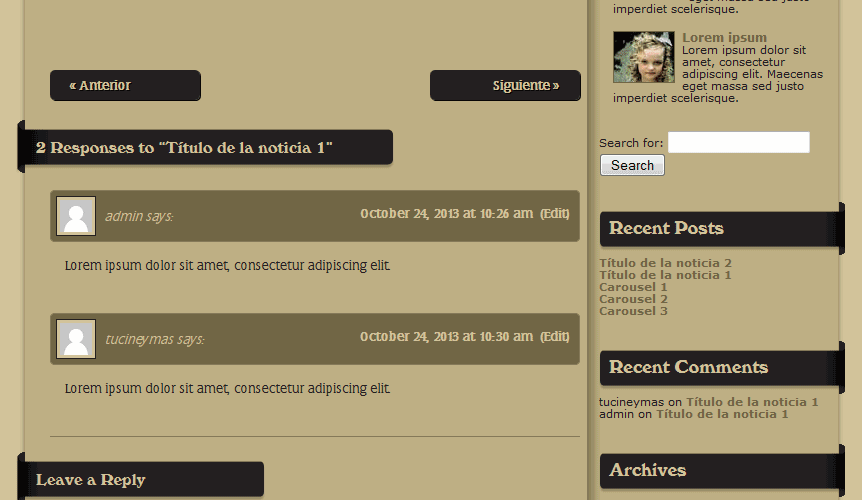 « Anterior
Siguiente »
2 Responses to “Título de la noticia 1”
admin says:
October 24, 2013 at 10:26 am (Edit)
Lorem ipsum dolor sit amet, consectetur adipiscing elit.
tucineymas says:
October 24, 2013 at 10:30 am (Edit)
Lorem ipsum dolor sit amet, consectetur adipiscing elit.
Leave a Reply
eget massa sed justo
imperdiet scelerisque.
Lorem ipsum
Lorem ipsum dolor sit
amet, consectetur
adipiscing elit. Maecenas
eget massa sed justo
imperdiet scelerisque.
Search for:
Search
Recent Posts
Título de la noticia 2
Título de la noticia 1
Carousel 1
Carousel 2
Carousel 3
Recent Comments
tucineymas on Título de la noticia 1
admin on Título de la noticia 1
Archives